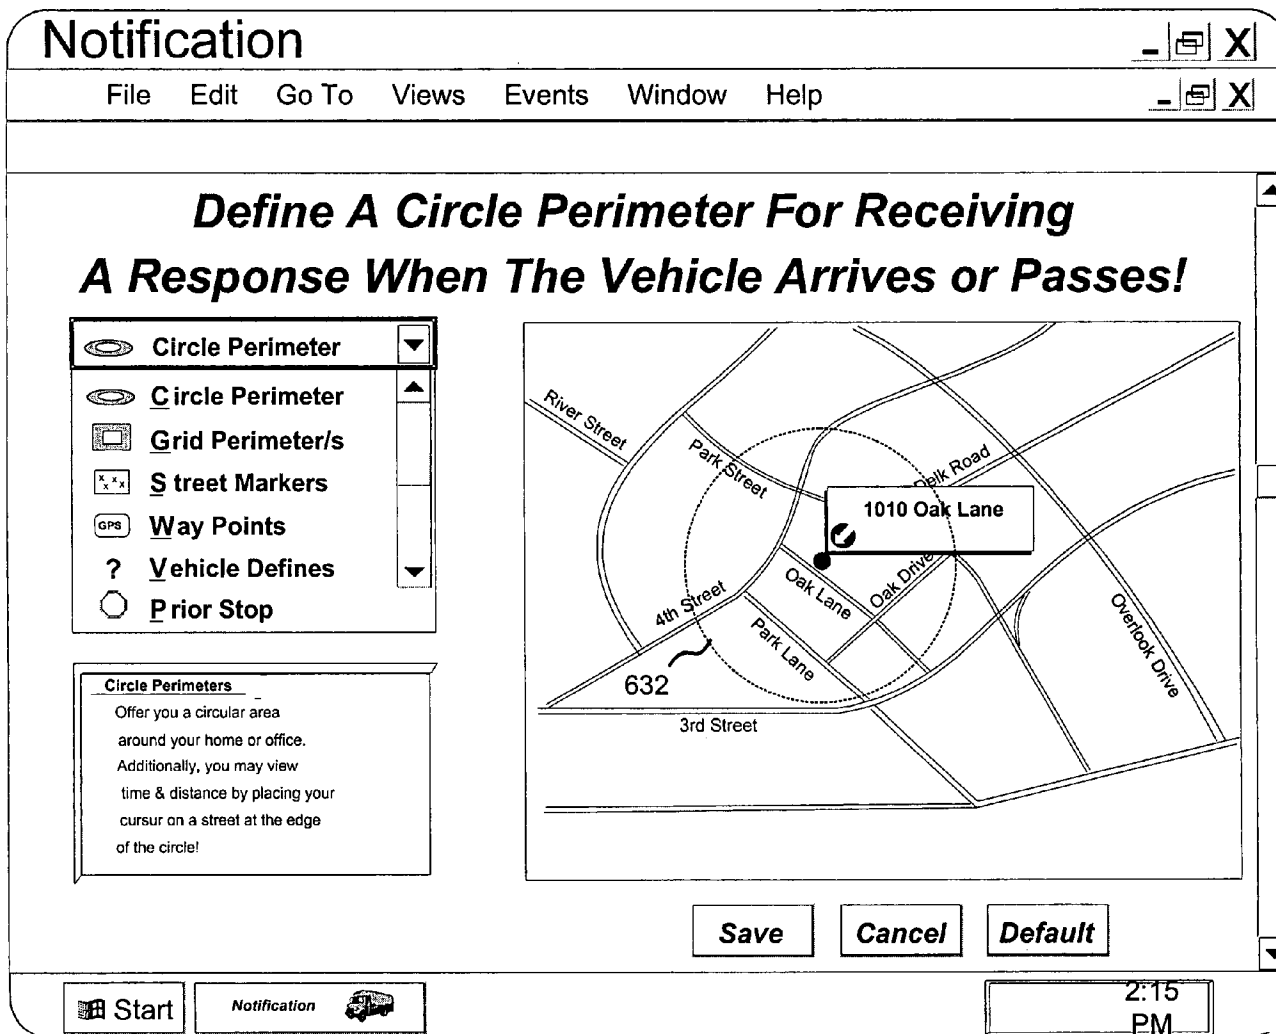 Notification
File Edit Go To Views Events Window Help
Define A Circle Perimeter For Receiving
A Response When The Vehicle Arrives or Passes!
Circle Perimeter
Circle Perimeter
Grid Perimeter/s
Street Markers
GPS Way Points
? Vehicle Defines
Prior Stop
Circle Perimeters
Offer you a circular area
around your home or office.
Additionally, you may view
time & distance by placing your
cursur on a street at the edge
of the circle!
River Street
Park Street
Delk Road
1010 Oak Lane
Oak Lane
Oak Drive
4th Street
Park Lane
Overlook Drive
632
3rd Street
Save Cancel Default
Start
Notification
2:15
PM